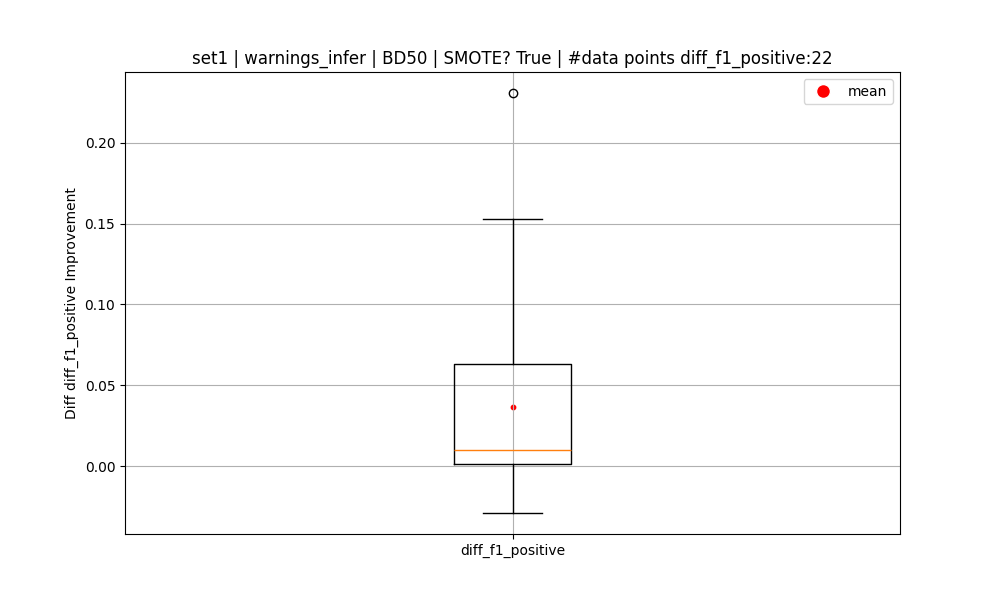 set1 | warnings_infer | BD50 | SMOTE? True | #data points diff_f1_positive:22
mean
0.20
0.15
0.10
0.05
0.00
Diff diff_f1_positive Improvement
diff_f1_positive